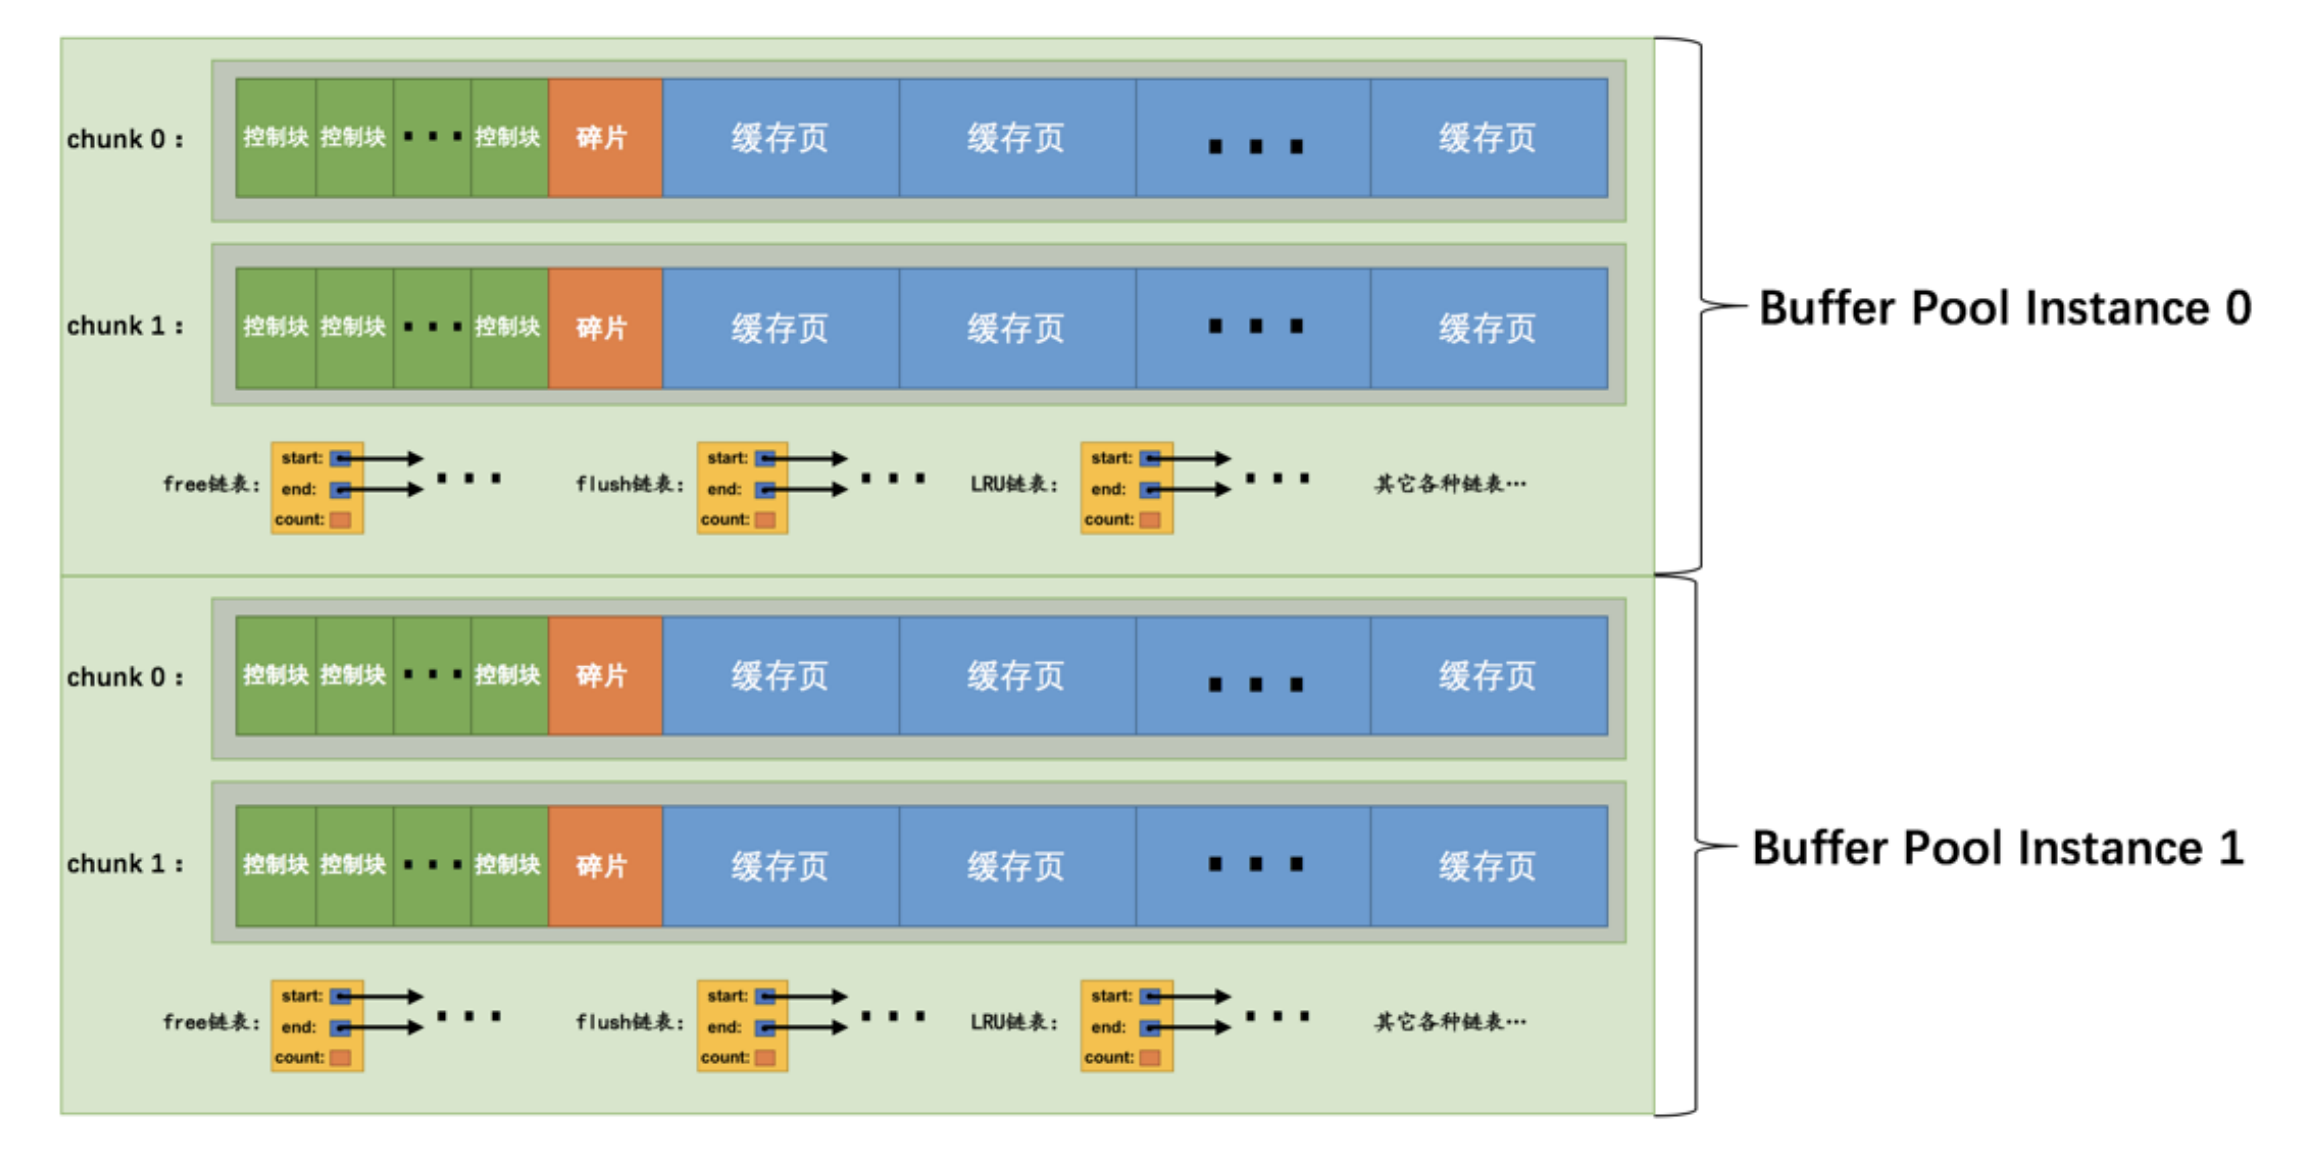 chunk 0： 控制块 控制块 ··· 控制块 碎片 缓存页 缓存页 ··· 缓存页
chunk 1： 控制块 控制块 ··· 控制块 碎片 缓存页 缓存页 ··· 缓存页
Buffer Pool Instance 0
free链表： start: end: count: ···
flush链表： start: end: count: ···
LRU链表： start: end: count: ···
其它各种链表···
chunk 0： 控制块 控制块 ··· 控制块 碎片 缓存页 缓存页 ··· 缓存页
chunk 1： 控制块 控制块 ··· 控制块 碎片 缓存页 缓存页 ··· 缓存页
Buffer Pool Instance 1
free链表： start: end: count: ···
flush链表： start: end: count: ···
LRU链表： start: end: count: ···
其它各种链表···